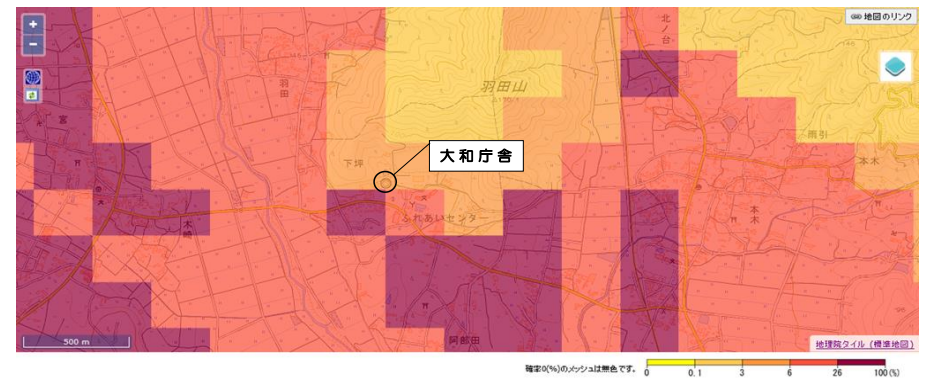 +
地図のリンク
−
北ノ台
羽田
羽田山
宮
雨引
大和庁舎
下坪
本木
本木
ふれあいセンター
木崎
阿部田
500 m
地理院タイル（標準地図）
確率0(%)のメッシュは無色です。
0 0.1 3 6 26 100 (%)